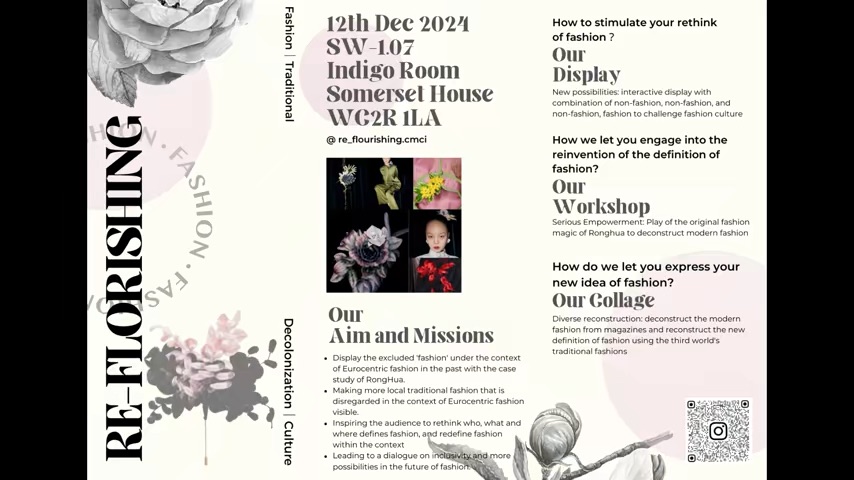 RE-FLORISHING
FASHION · FASHION · FASHION
Fashion | Traditional
Decolonization | Culture
12th Dec 2024
SW-1.07
Indigo Room
Somerset House
WC2R 1LA
@ re_flourishing.cmci
Our
Aim and Missions
• Display the excluded 'fashion' under the context
of Eurocentric fashion in the past with the case
study of RongHua.
• Making more local traditional fashion that is
disregarded in the context of Eurocentric fashion
visible.
• Inspiring the audience to rethink who, what and
where defines fashion, and redefine fashion
within the context
• Leading to a dialogue on inclusivity and more
possibilities in the future of fashion.
How to stimulate your rethink
of fashion ?
Our
Display
New possibilities: interactive display with
combination of non-fashion, non-fashion, and
non-fashion, fashion to challenge fashion culture
How we let you engage into the
reinvention of the definition of
fashion?
Our
Workshop
Serious Empowerment: Play of the original fashion
magic of Ronghua to deconstruct modern fashion
How do we let you express your
new idea of fashion?
Our Collage
Diverse reconstruction: deconstruct the modern
fashion from magazines and reconstruct the new
definition of fashion using the third world's
traditional fashions